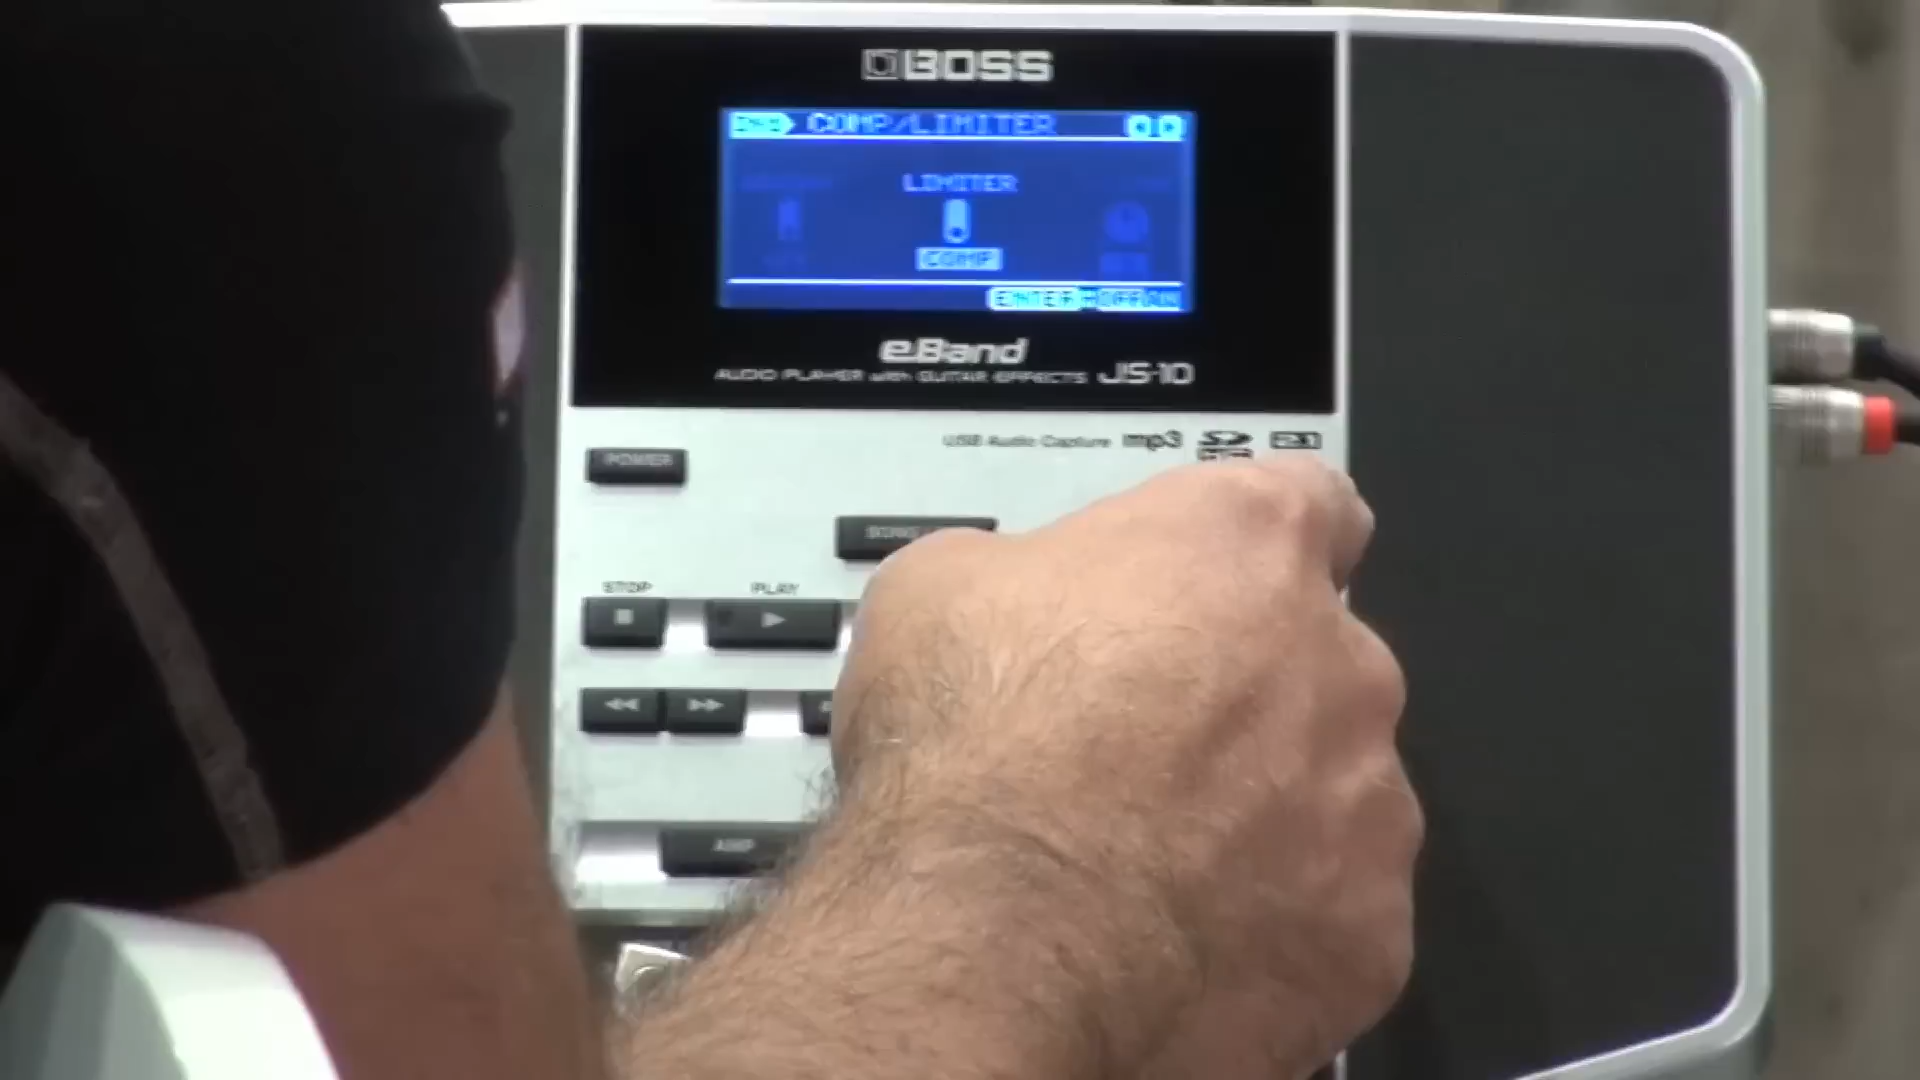 BOSS
COMP/LIMITER
LIMITER
COMP
ENTER
eBand
AUDIO PLAYER with GUITAR EFFECTS JS-10
USB Audio Capture mp3 SD
POWER
SONG
STOP PLAY
AMP